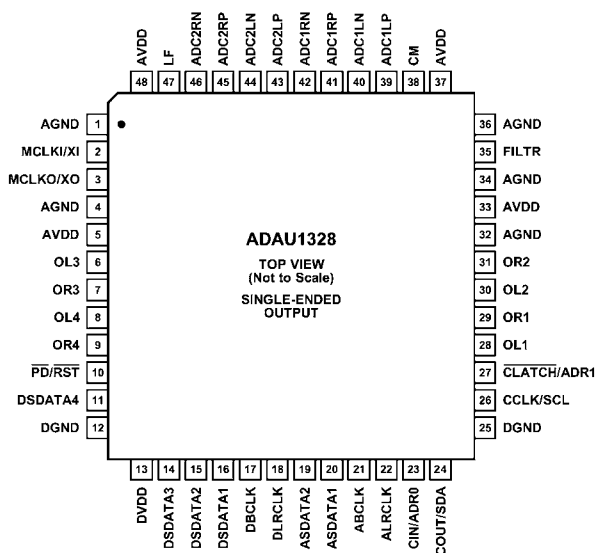 AVDD
LF
ADC2RN
ADC2RP
ADC2LN
ADC2LP
ADC1RN
ADC1RP
ADC1LN
ADC1LP
CM
AVDD
48 47 46 45 44 43 42 41 40 39 38 37
AGND 1
MCLKI/XI 2
MCLKO/XO 3
AGND 4
AVDD 5
OL3 6
OR3 7
OL4 8
OR4 9
PD/RST 10
DSDATA4 11
DGND 12
ADAU1328
TOP VIEW
(Not to Scale)
SINGLE-ENDED
OUTPUT
36 AGND
35 FILTR
34 AGND
33 AVDD
32 AGND
31 OR2
30 OL2
29 OR1
28 OL1
27 CLATCH/ADR1
26 CCLK/SCL
25 DGND
13 14 15 16 17 18 19 20 21 22 23 24
DVDD
DSDATA3
DSDATA2
DSDATA1
DBCLK
DLRCLK
ASDATA2
ASDATA1
ABCLK
ALRCLK
CIN/ADR0
COUT/SDA